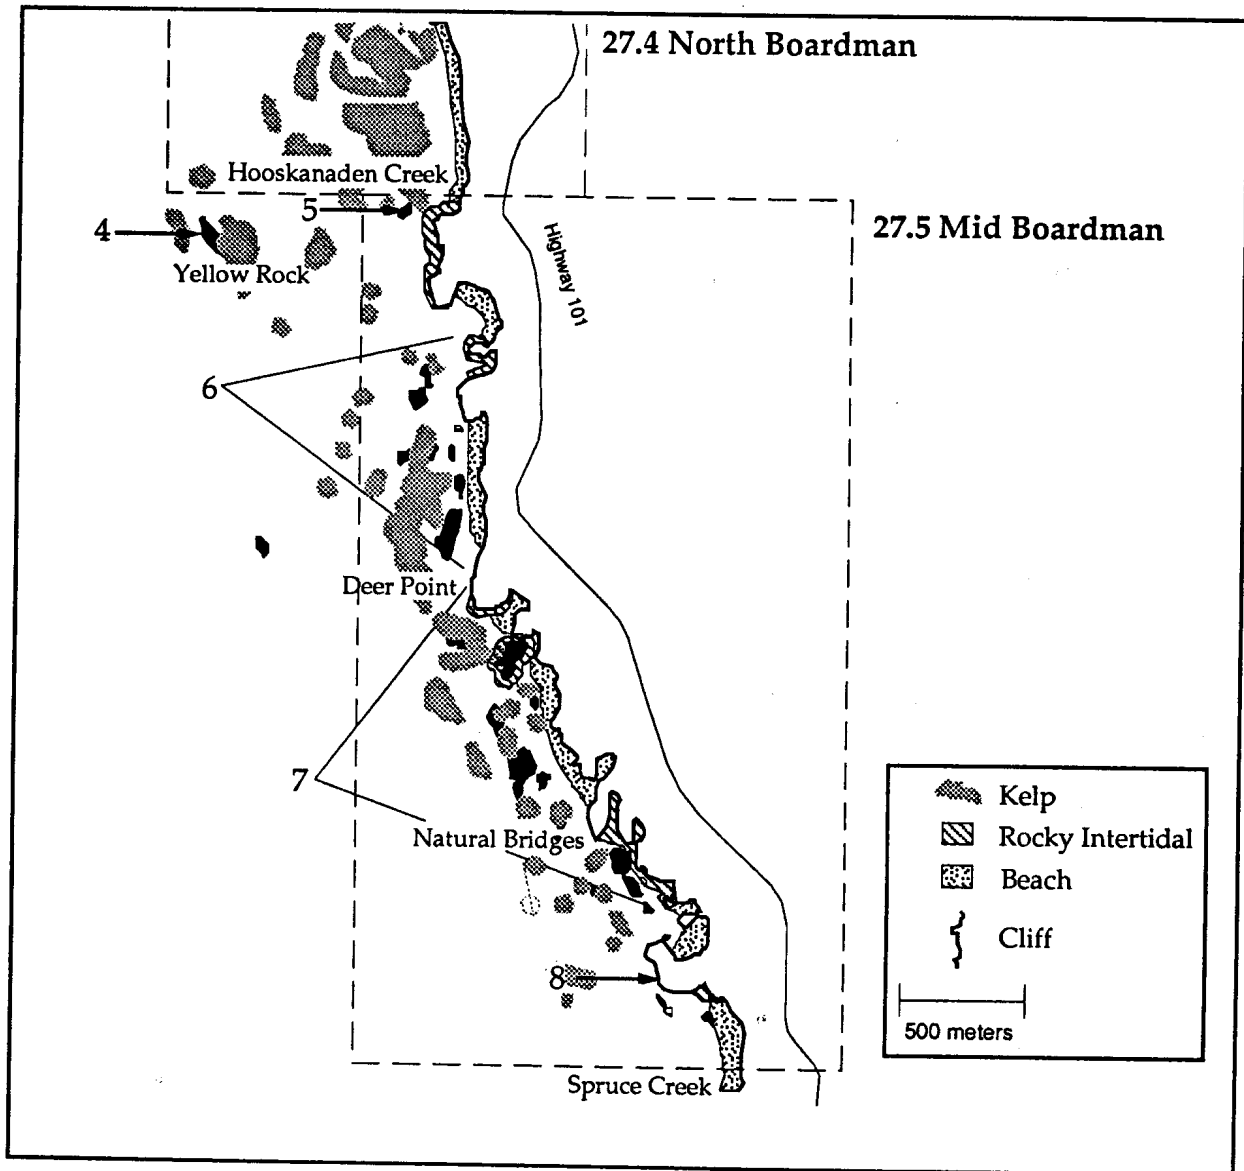 27.4 North Boardman
Hooskanaden Creek
5
4
27.5 Mid Boardman
Highway 101
Yellow Rock
6
Deer Point
7
Kelp
Natural Bridges
Rocky Intertidal
Beach
Cliff
8
500 meters
Spruce Creek